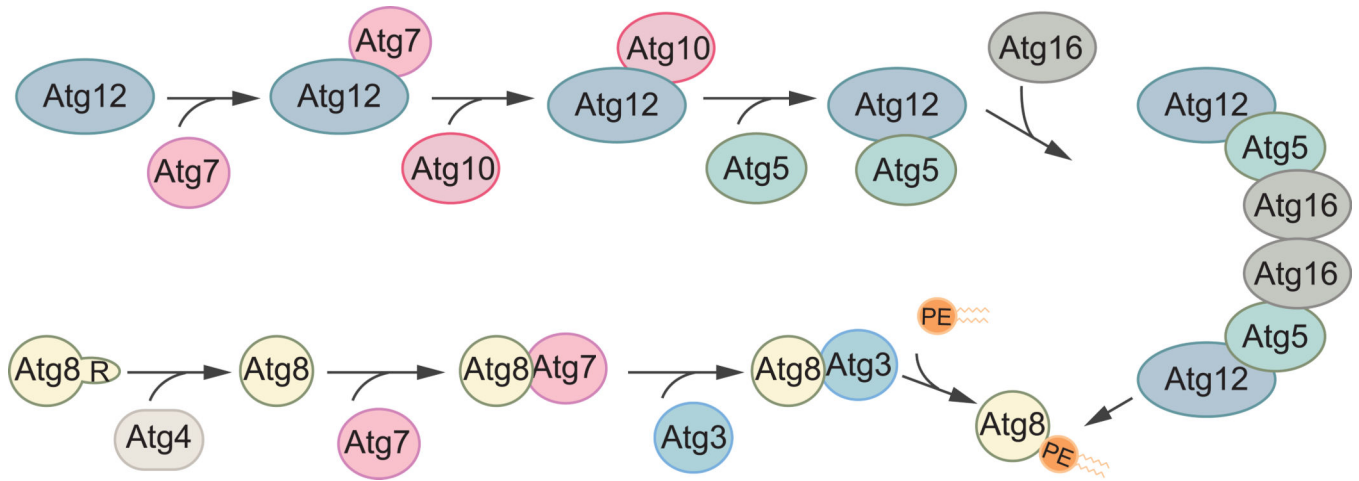 Atg12
Atg7
Atg7
Atg12
Atg10
Atg10
Atg12
Atg5
Atg12
Atg5
Atg16
Atg12
Atg5
Atg16
Atg16
Atg5
Atg12
Atg8 R
Atg4
Atg8
Atg7
Atg8 Atg7
Atg3
Atg8 Atg3
PE
Atg8
PE